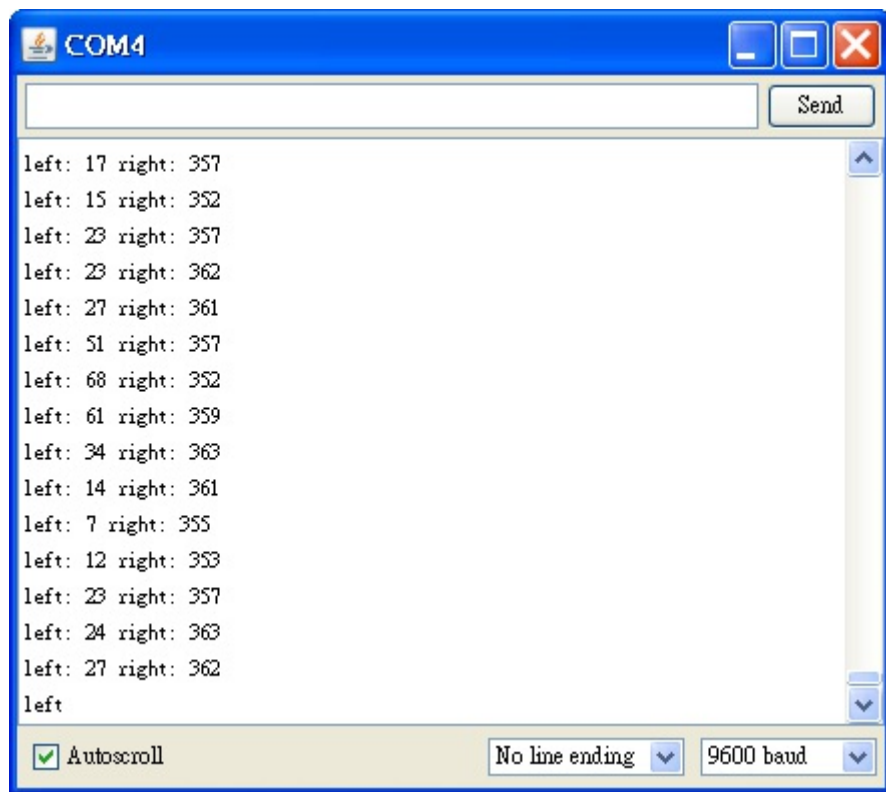 COM4
Send
left: 17 right: 357
left: 15 right: 352
left: 23 right: 357
left: 23 right: 362
left: 27 right: 361
left: 51 right: 357
left: 68 right: 352
left: 61 right: 359
left: 34 right: 363
left: 14 right: 361
left: 7 right: 355
left: 12 right: 353
left: 23 right: 357
left: 24 right: 363
left: 27 right: 362
left
Autoscroll No line ending 9600 baud